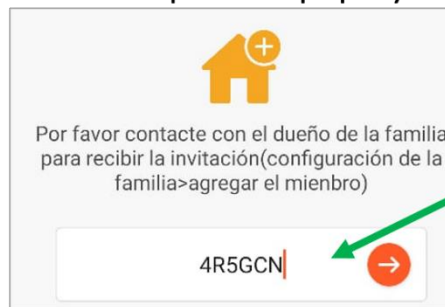 Por favor contacte con el dueño de la familia
para recibir la invitación(configuración de la
familia>agregar el mienbro)
4R5GCN